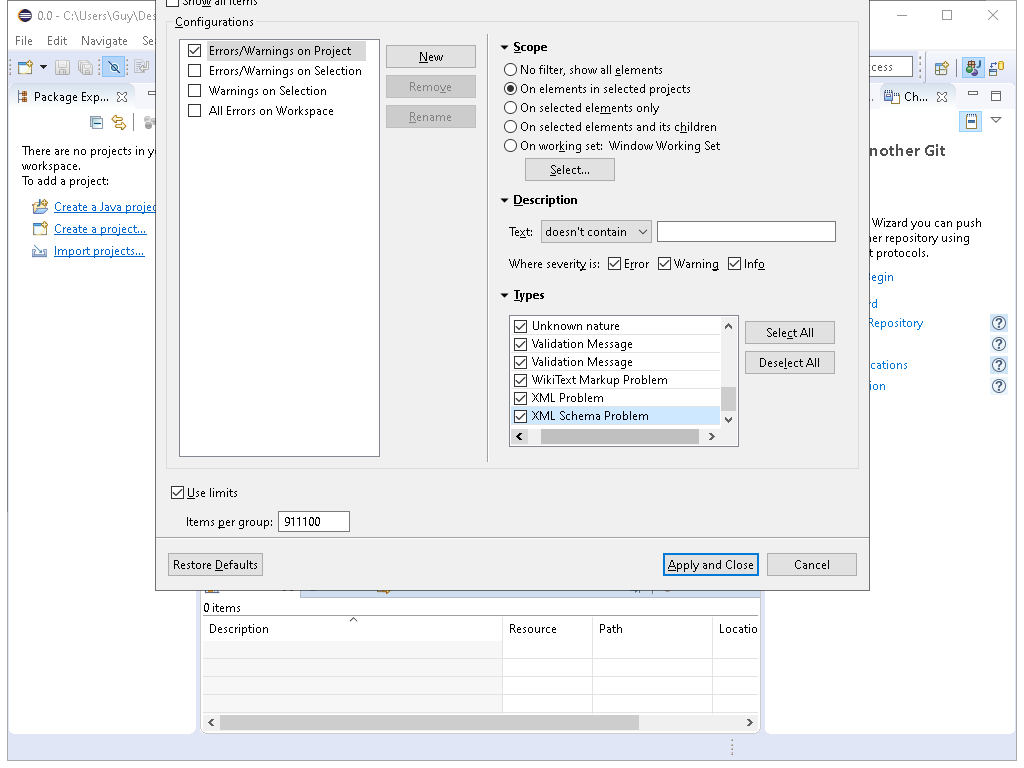 Show all items
0.0 - C:\Users\Guy\Des
File Edit Navigate Se
Package Exp...
There are no projects in y
workspace.
To add a project:
Create a Java projec
Create a project...
Import projects...
Configurations
Errors/Warnings on Project
Errors/Warnings on Selection
Warnings on Selection
All Errors on Workspace
New
Remove
Rename
Scope
No filter, show all elements
On elements in selected projects
On selected elements only
On selected elements and its children
On working set: Window Working Set
Select...
Description
Text: doesn't contain
Where severity is: Error Warning Info
Types
Unknown nature
Validation Message
Validation Message
WikiText Markup Problem
XML Problem
XML Schema Problem
Select All
Deselect All
Use limits
Items per group: 911100
Restore Defaults
Apply and Close
Cancel
cess
Ch...
nother Git
Wizard you can push
er repository using
t protocols.
egin
rd
Repository
cations
ion
0 items
Description Resource Path Locatio